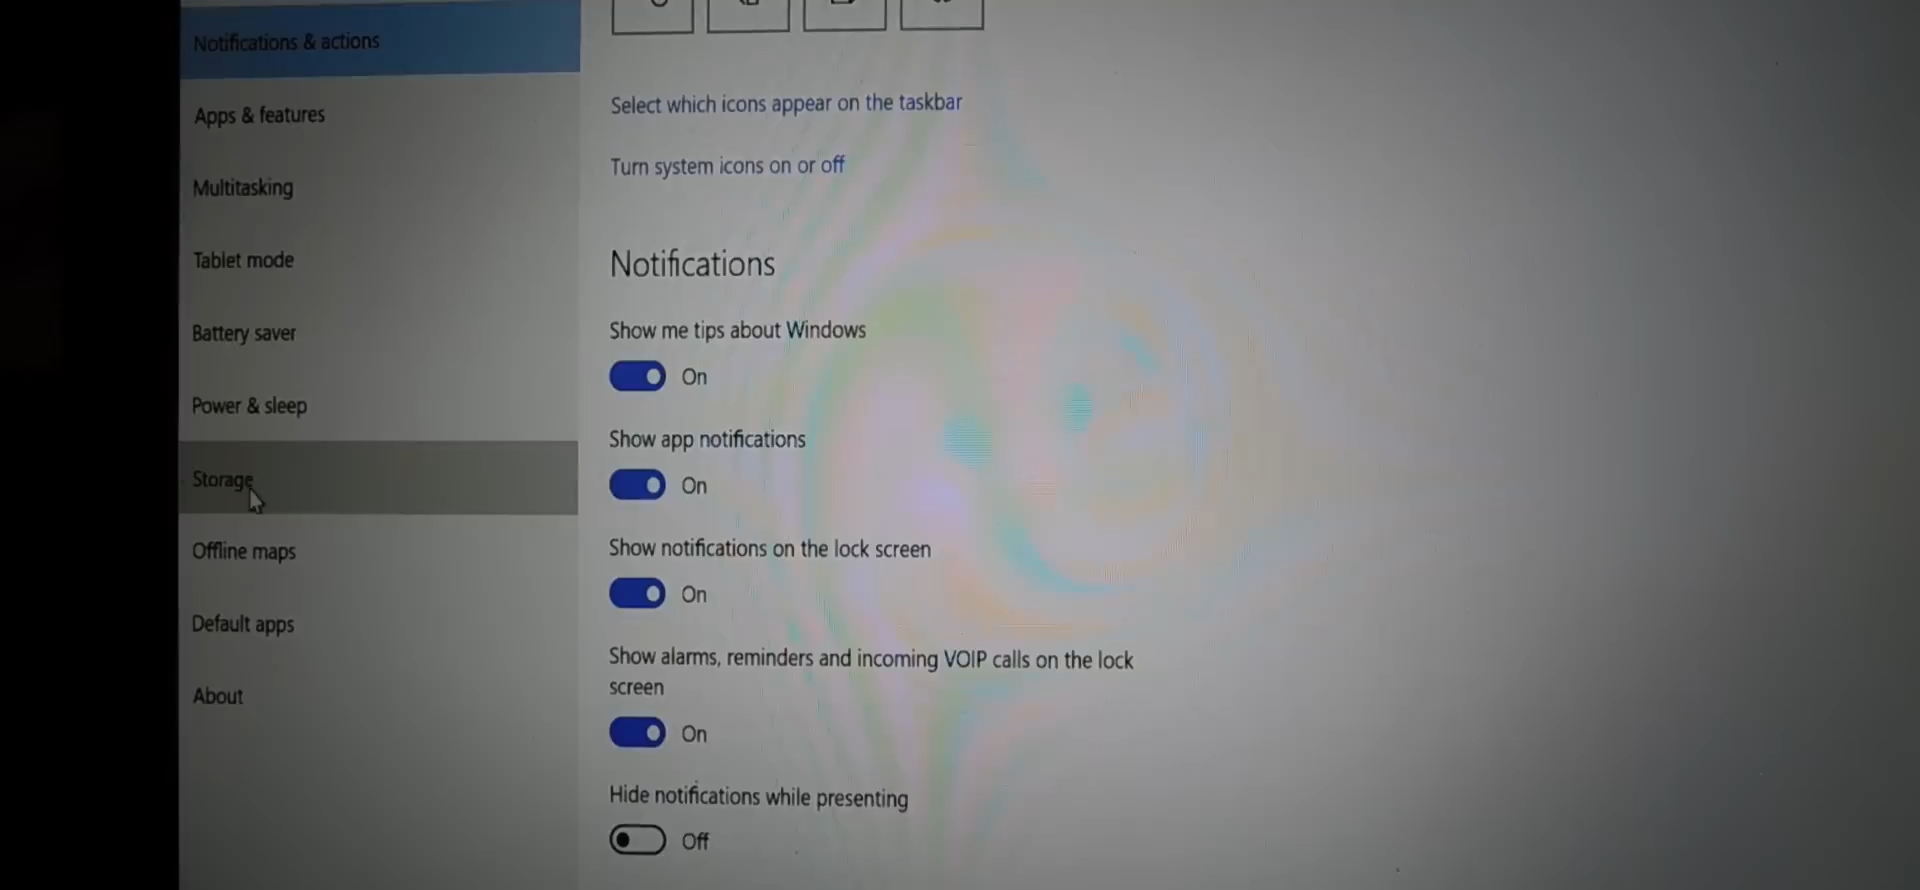 Notifications & actions
Apps & features
Multitasking
Tablet mode
Battery saver
Power & sleep
Storage
Offline maps
Default apps
About
Select which icons appear on the taskbar
Turn system icons on or off
Notifications
Show me tips about Windows
On
Show app notifications
On
Show notifications on the lock screen
On
Show alarms, reminders and incoming VOIP calls on the lock
screen
On
Hide notifications while presenting
Off